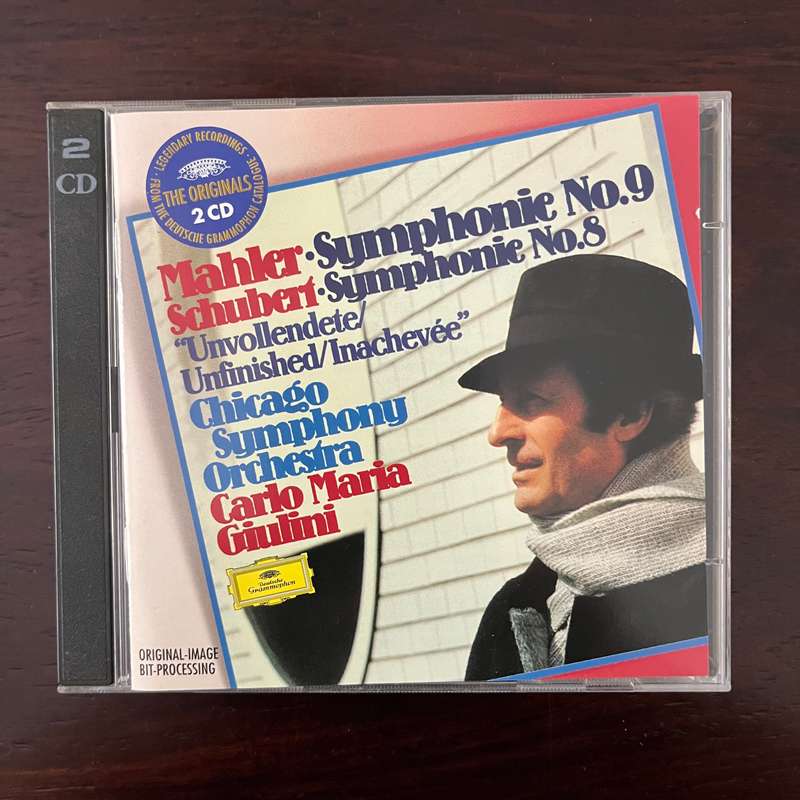 2
CD
LEGENDARY RECORDINGS
FROM THE DEUTSCHE GRAMMOPHON CATALOGUE
THE ORIGINALS
2 CD
Mahler·Symphonie No.9
Schubert·Symphonie No.8
“Unvollendete/
Unfinished/Inachevée”
Chicago
Symphony
Orchestra
Carlo Maria
Giulini
Deutsche
Grammophon
ORIGINAL-IMAGE
BIT-PROCESSING